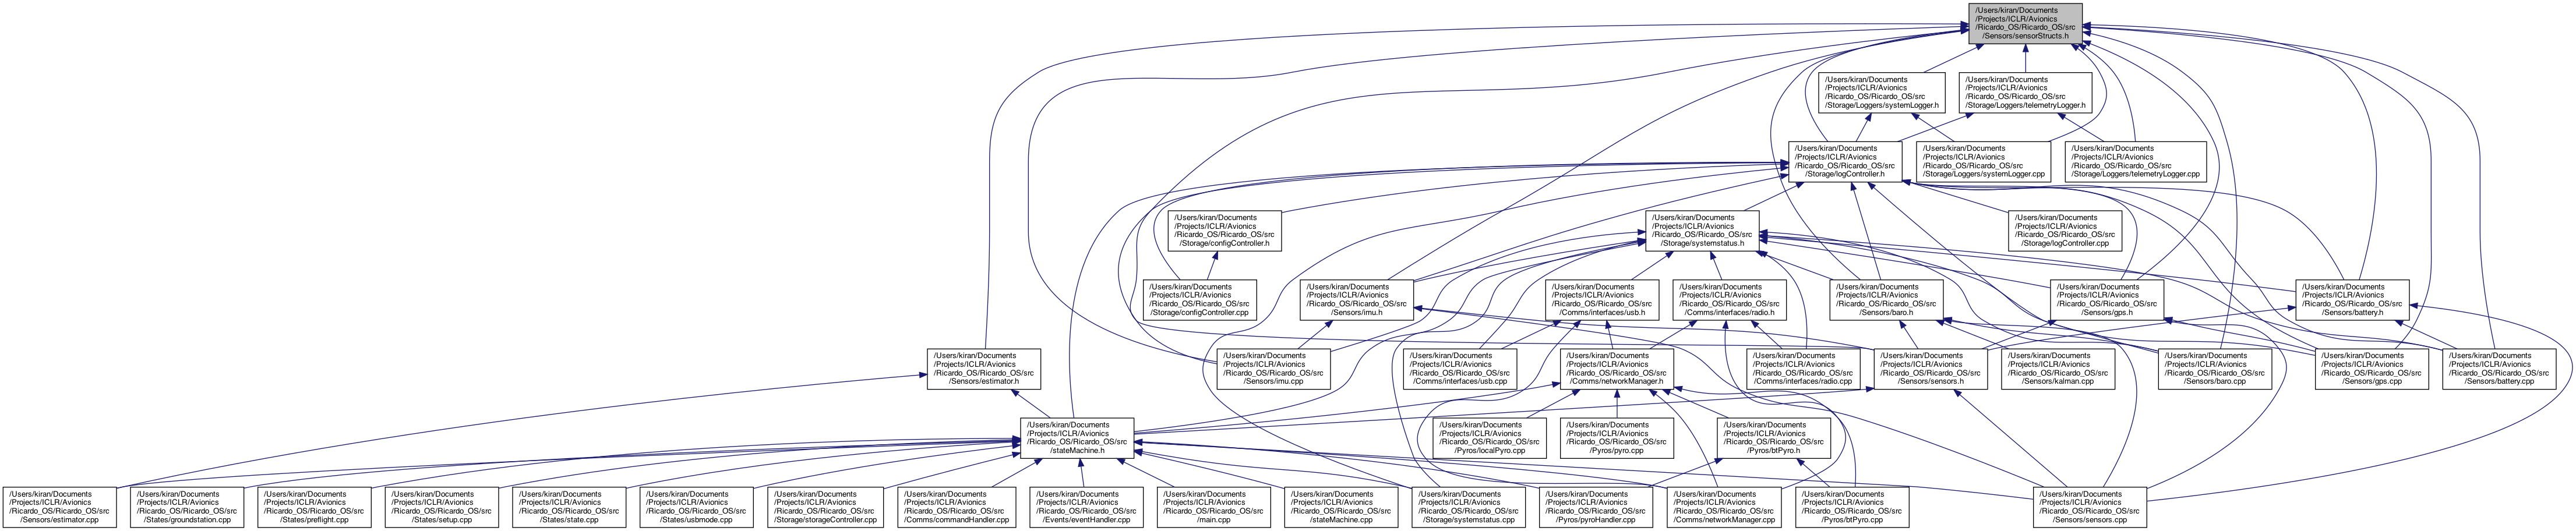 /Users/kiran/Documents
/Projects/ICLR/Avionics
/Ricardo_OS/Ricardo_OS/src
/Sensors/sensorStructs.h
/Users/kiran/Documents
/Projects/ICLR/Avionics
/Ricardo_OS/Ricardo_OS/src
/Storage/Loggers/systemLogger.h
/Users/kiran/Documents
/Projects/ICLR/Avionics
/Ricardo_OS/Ricardo_OS/src
/Storage/Loggers/telemetryLogger.h
/Users/kiran/Documents
/Projects/ICLR/Avionics
/Ricardo_OS/Ricardo_OS/src
/Storage/logController.h
/Users/kiran/Documents
/Projects/ICLR/Avionics
/Ricardo_OS/Ricardo_OS/src
/Storage/Loggers/systemLogger.cpp
/Users/kiran/Documents
/Projects/ICLR/Avionics
/Ricardo_OS/Ricardo_OS/src
/Storage/Loggers/telemetryLogger.cpp
/Users/kiran/Documents
/Projects/ICLR/Avionics
/Ricardo_OS/Ricardo_OS/src
/Storage/configController.h
/Users/kiran/Documents
/Projects/ICLR/Avionics
/Ricardo_OS/Ricardo_OS/src
/Storage/systemstatus.h
/Users/kiran/Documents
/Projects/ICLR/Avionics
/Ricardo_OS/Ricardo_OS/src
/Storage/logController.cpp
/Users/kiran/Documents
/Projects/ICLR/Avionics
/Ricardo_OS/Ricardo_OS/src
/Storage/configController.cpp
/Users/kiran/Documents
/Projects/ICLR/Avionics
/Ricardo_OS/Ricardo_OS/src
/Sensors/imu.h
/Users/kiran/Documents
/Projects/ICLR/Avionics
/Ricardo_OS/Ricardo_OS/src
/Comms/interfaces/usb.h
/Users/kiran/Documents
/Projects/ICLR/Avionics
/Ricardo_OS/Ricardo_OS/src
/Comms/interfaces/radio.h
/Users/kiran/Documents
/Projects/ICLR/Avionics
/Ricardo_OS/Ricardo_OS/src
/Sensors/baro.h
/Users/kiran/Documents
/Projects/ICLR/Avionics
/Ricardo_OS/Ricardo_OS/src
/Sensors/gps.h
/Users/kiran/Documents
/Projects/ICLR/Avionics
/Ricardo_OS/Ricardo_OS/src
/Sensors/battery.h
/Users/kiran/Documents
/Projects/ICLR/Avionics
/Ricardo_OS/Ricardo_OS/src
/Sensors/estimator.h
/Users/kiran/Documents
/Projects/ICLR/Avionics
/Ricardo_OS/Ricardo_OS/src
/Sensors/imu.cpp
/Users/kiran/Documents
/Projects/ICLR/Avionics
/Ricardo_OS/Ricardo_OS/src
/Comms/interfaces/usb.cpp
/Users/kiran/Documents
/Projects/ICLR/Avionics
/Ricardo_OS/Ricardo_OS/src
/Comms/networkManager.h
/Users/kiran/Documents
/Projects/ICLR/Avionics
/Ricardo_OS/Ricardo_OS/src
/Comms/interfaces/radio.cpp
/Users/kiran/Documents
/Projects/ICLR/Avionics
/Ricardo_OS/Ricardo_OS/src
/Sensors/sensors.h
/Users/kiran/Documents
/Projects/ICLR/Avionics
/Ricardo_OS/Ricardo_OS/src
/Sensors/kalman.cpp
/Users/kiran/Documents
/Projects/ICLR/Avionics
/Ricardo_OS/Ricardo_OS/src
/Sensors/baro.cpp
/Users/kiran/Documents
/Projects/ICLR/Avionics
/Ricardo_OS/Ricardo_OS/src
/Sensors/gps.cpp
/Users/kiran/Documents
/Projects/ICLR/Avionics
/Ricardo_OS/Ricardo_OS/src
/Sensors/battery.cpp
/Users/kiran/Documents
/Projects/ICLR/Avionics
/Ricardo_OS/Ricardo_OS/src
/stateMachine.h
/Users/kiran/Documents
/Projects/ICLR/Avionics
/Ricardo_OS/Ricardo_OS/src
/Pyros/localPyro.cpp
/Users/kiran/Documents
/Projects/ICLR/Avionics
/Ricardo_OS/Ricardo_OS/src
/Pyros/pyro.cpp
/Users/kiran/Documents
/Projects/ICLR/Avionics
/Ricardo_OS/Ricardo_OS/src
/Pyros/btPyro.h
/Users/kiran/Documents
/Projects/ICLR/Avionics
/Ricardo_OS/Ricardo_OS/src
/Sensors/estimator.cpp
/Users/kiran/Documents
/Projects/ICLR/Avionics
/Ricardo_OS/Ricardo_OS/src
/States/groundstation.cpp
/Users/kiran/Documents
/Projects/ICLR/Avionics
/Ricardo_OS/Ricardo_OS/src
/States/preflight.cpp
/Users/kiran/Documents
/Projects/ICLR/Avionics
/Ricardo_OS/Ricardo_OS/src
/States/setup.cpp
/Users/kiran/Documents
/Projects/ICLR/Avionics
/Ricardo_OS/Ricardo_OS/src
/States/state.cpp
/Users/kiran/Documents
/Projects/ICLR/Avionics
/Ricardo_OS/Ricardo_OS/src
/States/usbmode.cpp
/Users/kiran/Documents
/Projects/ICLR/Avionics
/Ricardo_OS/Ricardo_OS/src
/Storage/storageController.cpp
/Users/kiran/Documents
/Projects/ICLR/Avionics
/Ricardo_OS/Ricardo_OS/src
/Comms/commandHandler.cpp
/Users/kiran/Documents
/Projects/ICLR/Avionics
/Ricardo_OS/Ricardo_OS/src
/Events/eventHandler.cpp
/Users/kiran/Documents
/Projects/ICLR/Avionics
/Ricardo_OS/Ricardo_OS/src
/main.cpp
/Users/kiran/Documents
/Projects/ICLR/Avionics
/Ricardo_OS/Ricardo_OS/src
/stateMachine.cpp
/Users/kiran/Documents
/Projects/ICLR/Avionics
/Ricardo_OS/Ricardo_OS/src
/Storage/systemstatus.cpp
/Users/kiran/Documents
/Projects/ICLR/Avionics
/Ricardo_OS/Ricardo_OS/src
/Pyros/pyroHandler.cpp
/Users/kiran/Documents
/Projects/ICLR/Avionics
/Ricardo_OS/Ricardo_OS/src
/Comms/networkManager.cpp
/Users/kiran/Documents
/Projects/ICLR/Avionics
/Ricardo_OS/Ricardo_OS/src
/Pyros/btPyro.cpp
/Users/kiran/Documents
/Projects/ICLR/Avionics
/Ricardo_OS/Ricardo_OS/src
/Sensors/sensors.cpp